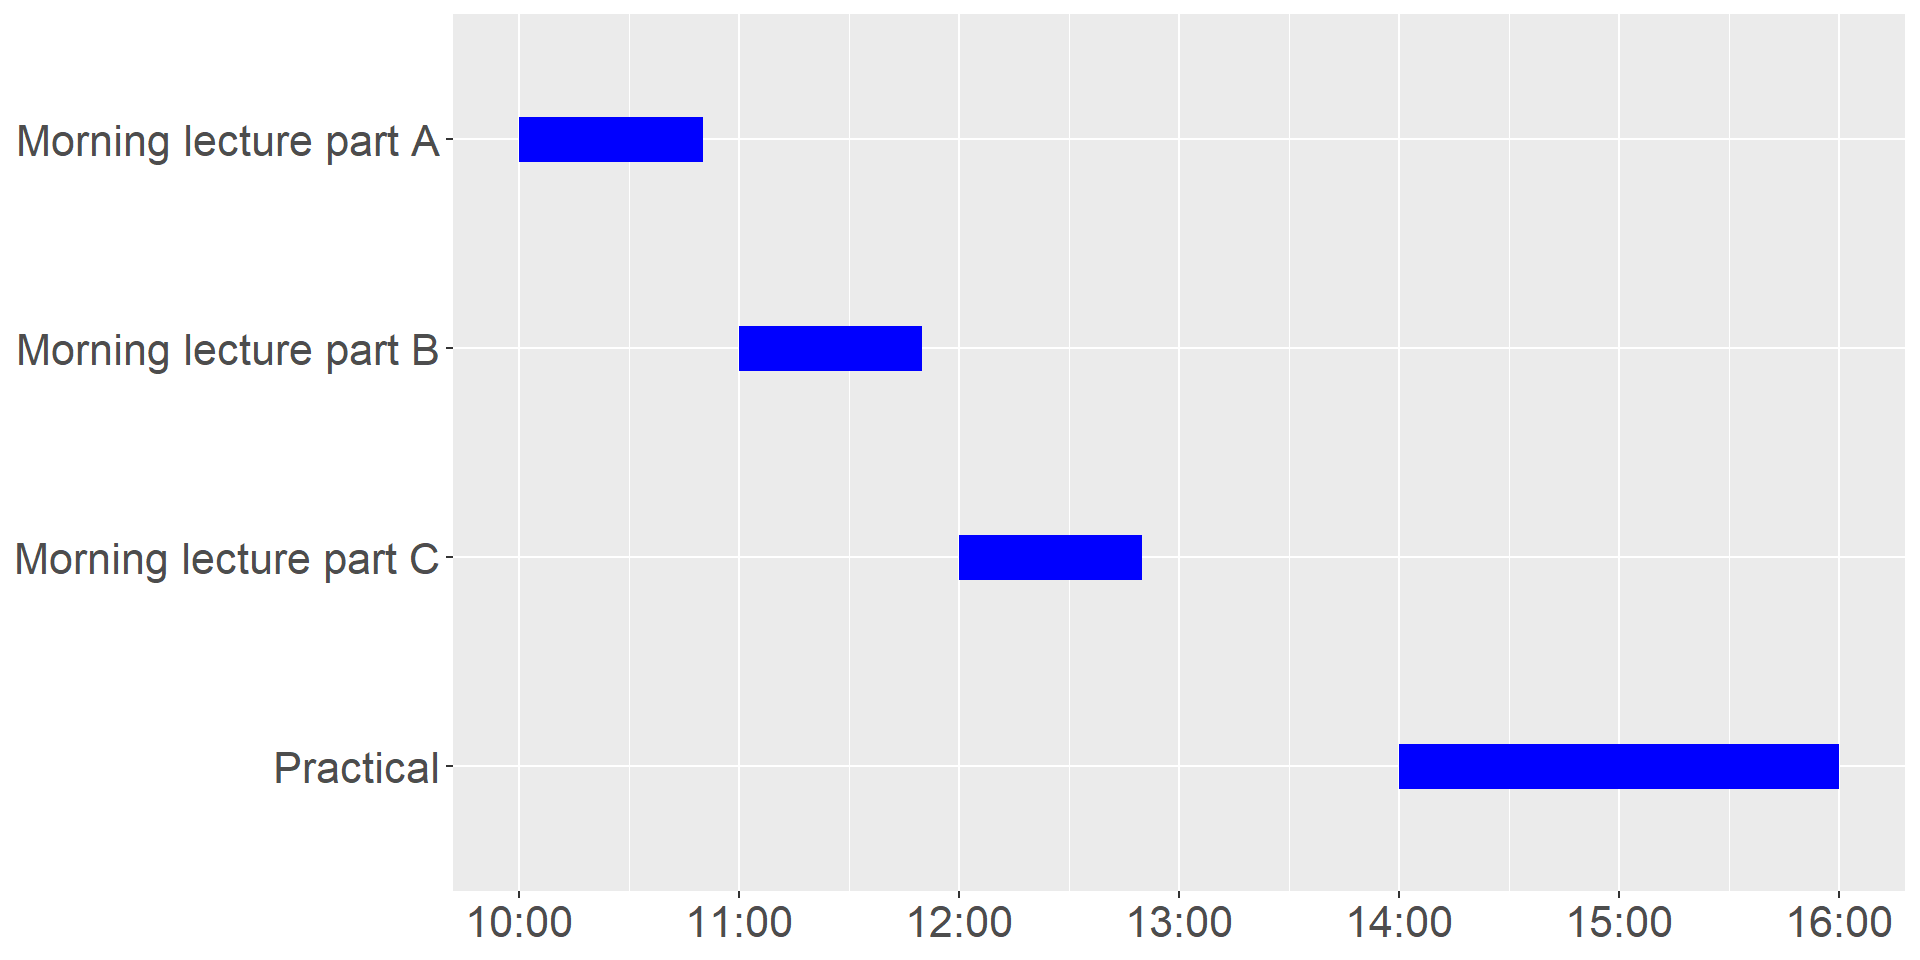 Morning lecture part A
Morning lecture part B
Morning lecture part C
Practical
10:00 11:00 12:00 13:00 14:00 15:00 16:00